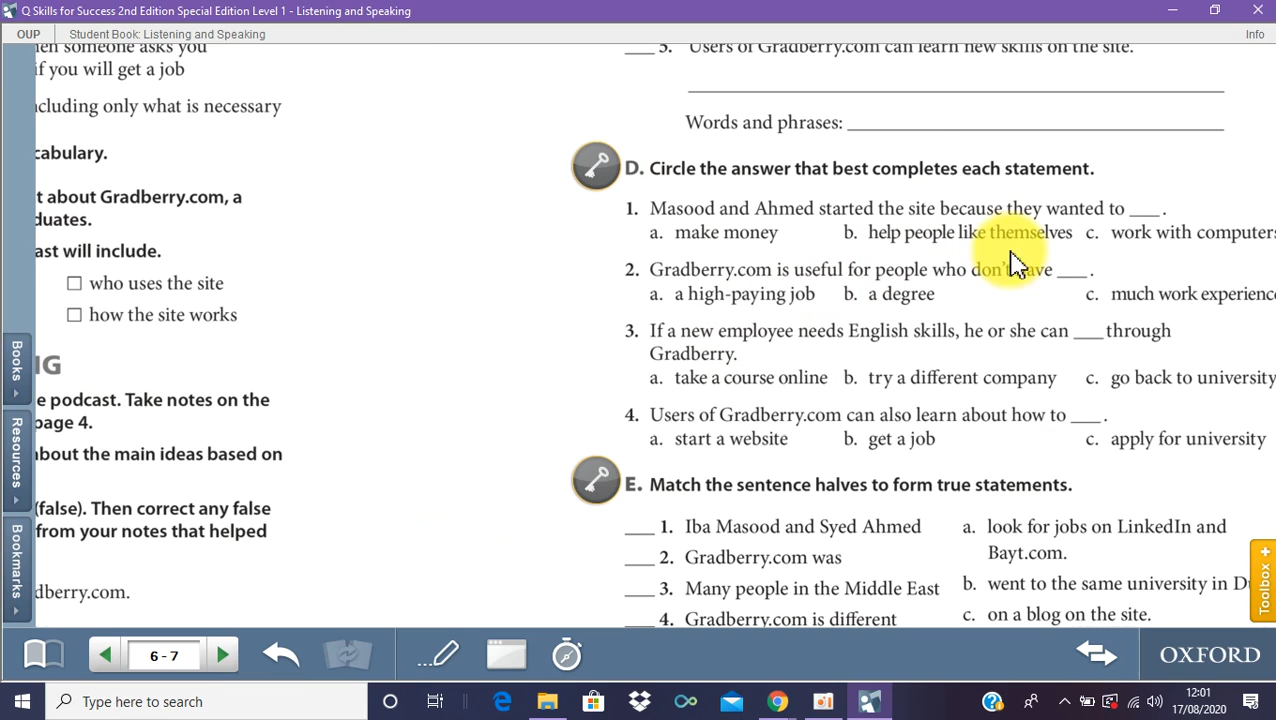 Q Skills for Success 2nd Edition Special Edition Level 1 - Listening and Speaking
OUP Student Book: Listening and Speaking Info
hen someone asks you
if you will get a job
ncluding only what is necessary
cabulary.
t about Gradberry.com, a
duates.
ast will include.
who uses the site
how the site works
NG
e podcast. Take notes on the
page 4.
about the main ideas based on
(false). Then correct any false
from your notes that helped
dberry.com.
5. Users of Gradberry.com can learn new skills on the site.
Words and phrases:
D. Circle the answer that best completes each statement.
1. Masood and Ahmed started the site because they wanted to ___ .
a. make money b. help people like themselves c. work with computers
2. Gradberry.com is useful for people who don't have ___ .
a. a high-paying job b. a degree c. much work experience
3. If a new employee needs English skills, he or she can ___ through
Gradberry.
a. take a course online b. try a different company c. go back to university
4. Users of Gradberry.com can also learn about how to ___ .
a. start a website b. get a job c. apply for university
E. Match the sentence halves to form true statements.
___ 1. Iba Masood and Syed Ahmed
___ 2. Gradberry.com was
___ 3. Many people in the Middle East
___ 4. Gradberry.com is different
a. look for jobs on LinkedIn and
Bayt.com.
b. went to the same university in Du
c. on a blog on the site.
Books
Resources
Bookmarks
Toolbox +
6 - 7
OXFORD
Type here to search
12:01
17/08/2020